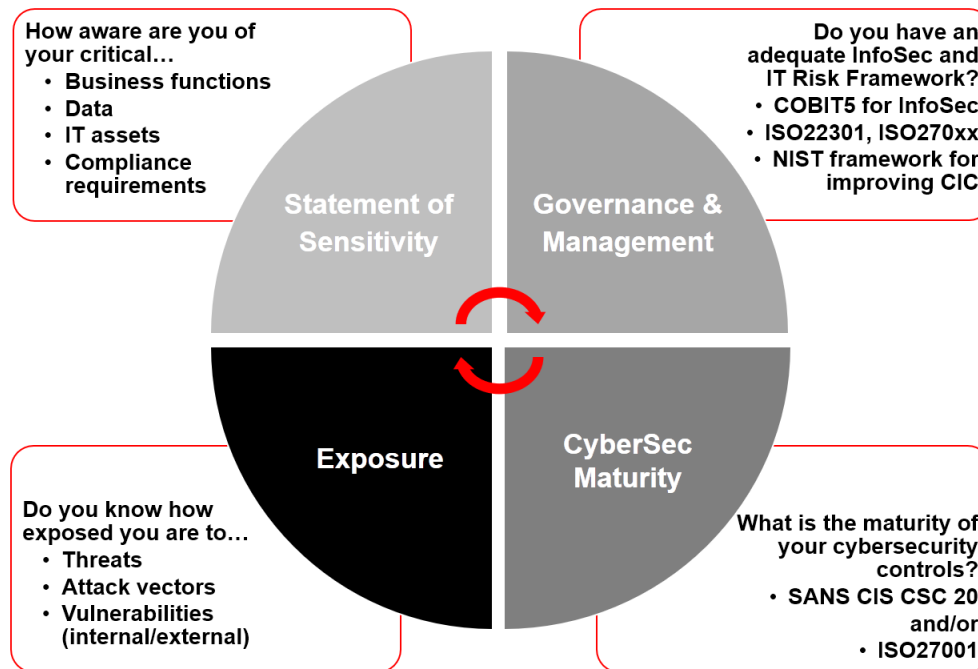 How aware are you of
your critical…
• Business functions
• Data
• IT assets
• Compliance
requirements
Do you have an
adequate InfoSec and
IT Risk Framework?
• COBIT5 for InfoSec
• ISO22301, ISO270xx
• NIST framework for
improving CIC
Statement of
Sensitivity
Governance &
Management
Exposure
CyberSec
Maturity
Do you know how
exposed you are to…
• Threats
• Attack vectors
• Vulnerabilities
(internal/external)
What is the maturity of
your cybersecurity
controls?
• SANS CIS CSC 20
and/or
• ISO27001